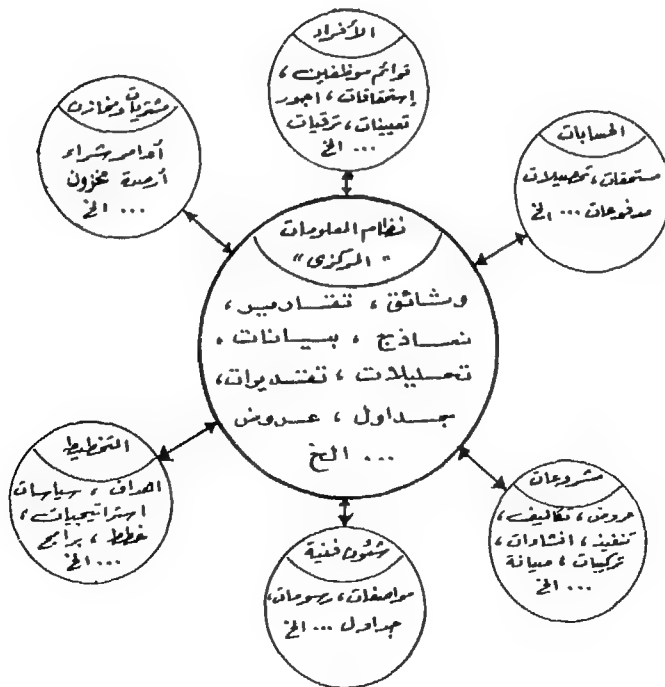 الأفراد
قوائم موظفين ،
إستحقاقات ، اجور
تعيينات ، ترقيات
... الخ
مشتريات ومخازن
أوامر شراء
أرصدة مخزون
... الخ
الحسابات
مستحقات ، تحصيلات
مدفوعات ... الخ
نظام المعلومات
" المركزى "
وثائق ، تقارير ،
نماذج ، بيانات ،
تحليلات ، تقديرات ،
جداول ، عروض
... الخ
التخطيط
اهداف ، سياسات
استراتيجيات ،
خطط ، برامج
... الخ
مشروعات
عروض ، تكاليف ،
تنفيذ ، انشاءات ،
تركيبات ، صيانة
... الخ
شئون فنية
مواصفات ، رسومات ،
جداول ... الخ